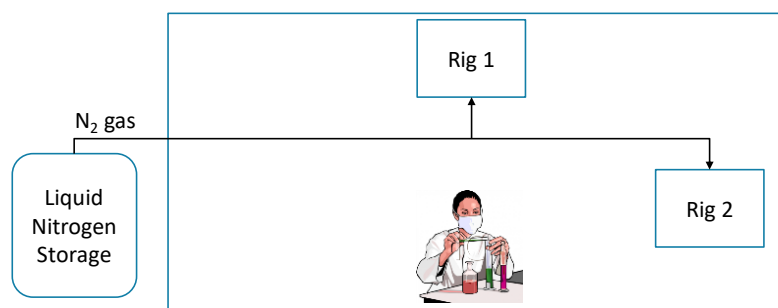 Rig 1
N₂ gas
Liquid
Nitrogen
Storage
Rig 2